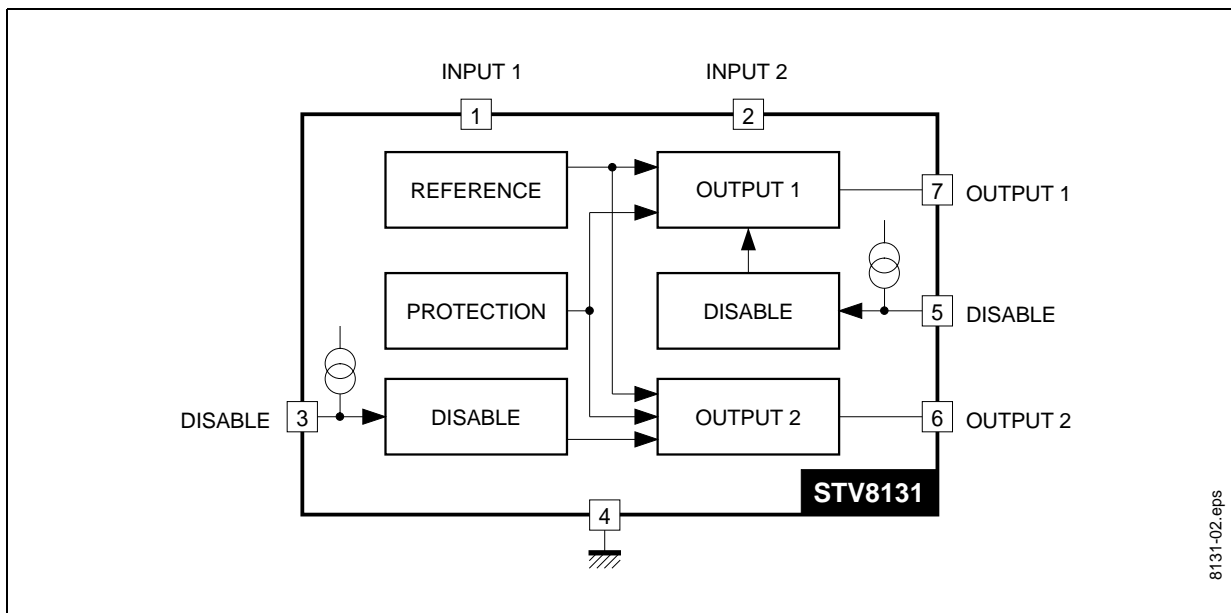 INPUT 1 INPUT 2
1 2
REFERENCE OUTPUT 1
7 OUTPUT 1
PROTECTION DISABLE
5 DISABLE
DISABLE 3 DISABLE OUTPUT 2 6 OUTPUT 2
STV8131
4
8131-02.eps